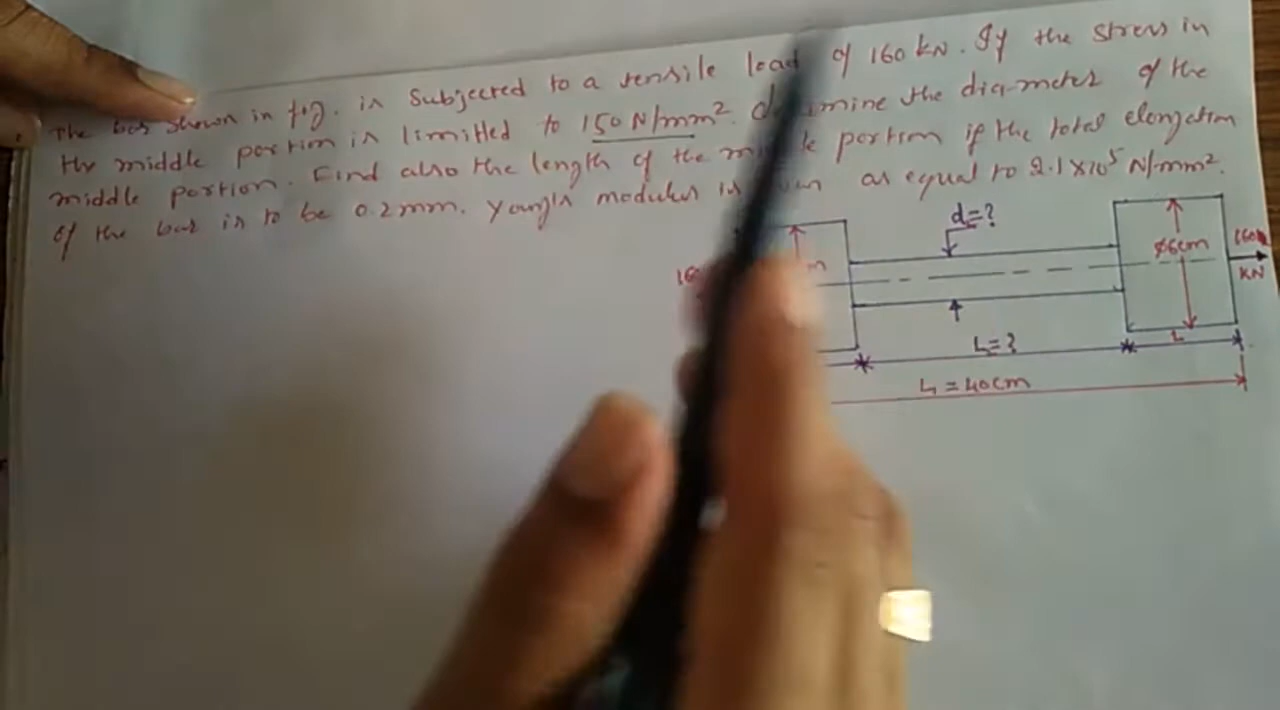 The bar shown in fig. is subjected to a tensile load of 160 kN. If the stress in
the middle portion is limitted to 150 N/mm². the diameter of the
middle portion. Find also the length of the portion if the total elongation
of the bar is to be 0.2mm. Young's modulus is as equal to 2.1 x 10⁵ N/mm².
d=?
φ6cm
160
KN
L=?
L
L = 40cm